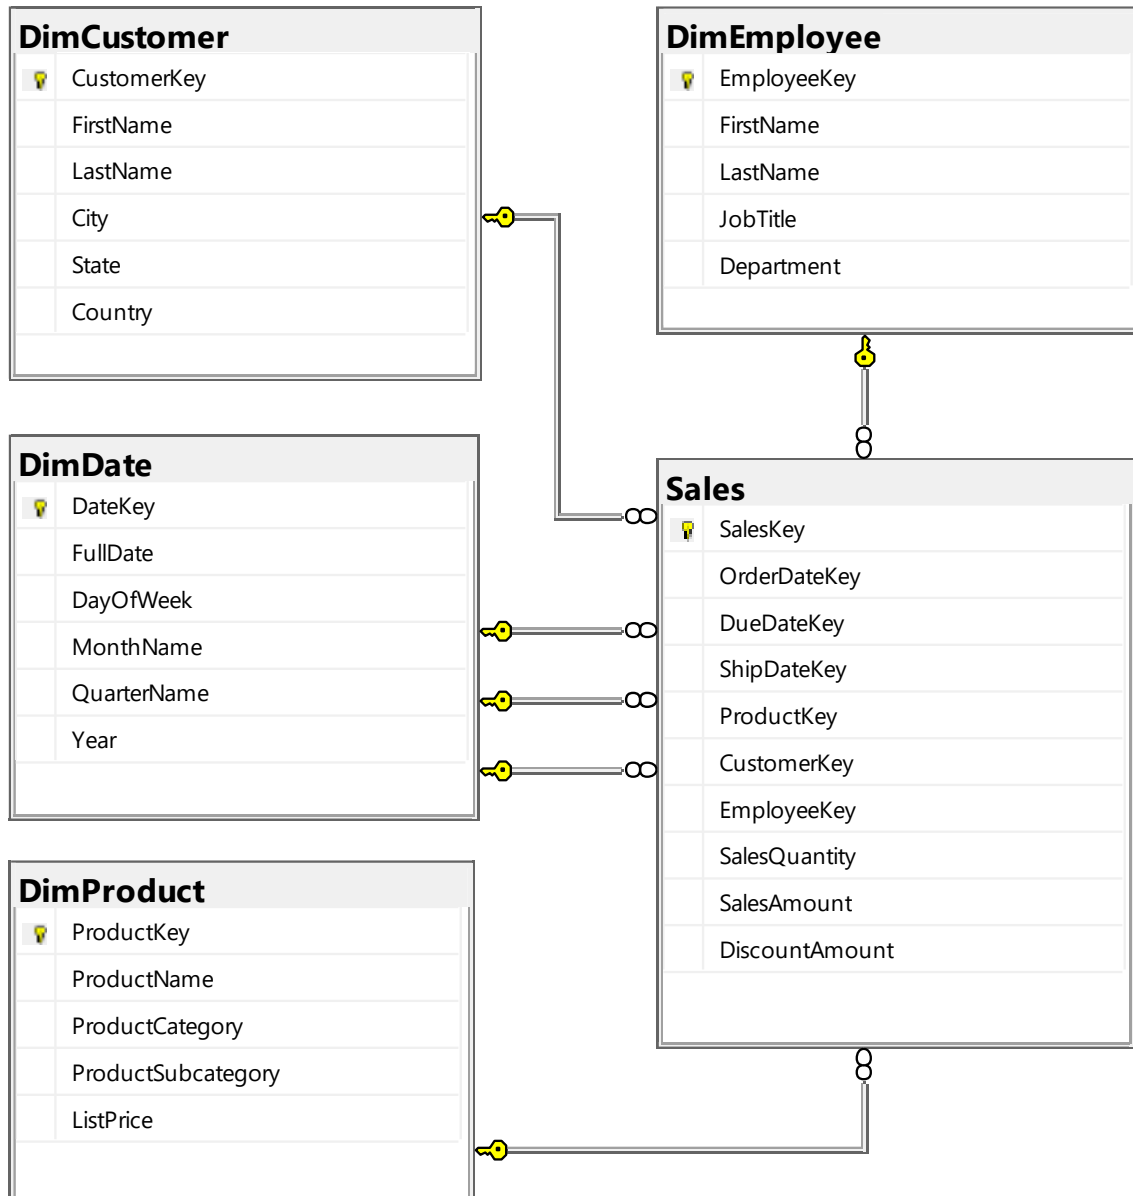 DimCustomer
CustomerKey
FirstName
LastName
City
State
Country
DimEmployee
EmployeeKey
FirstName
LastName
JobTitle
Department
DimDate
DateKey
FullDate
DayOfWeek
MonthName
QuarterName
Year
Sales
SalesKey
OrderDateKey
DueDateKey
ShipDateKey
ProductKey
CustomerKey
EmployeeKey
SalesQuantity
SalesAmount
DiscountAmount
DimProduct
ProductKey
ProductName
ProductCategory
ProductSubcategory
ListPrice